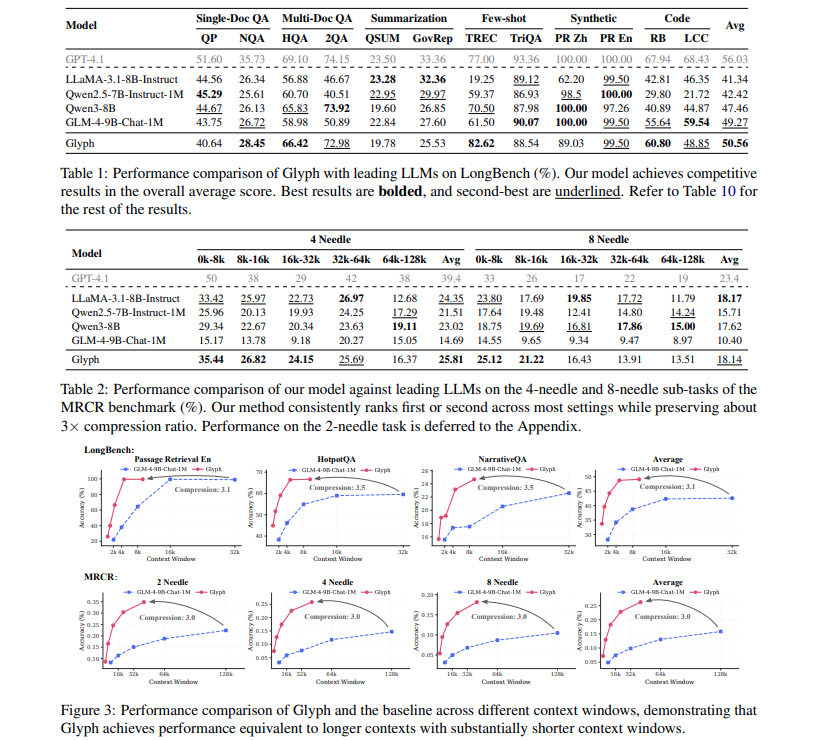 Model Single-Doc QA Multi-Doc QA Summarization Few-shot Synthetic Code Avg
QP NQA HQA 2QA QSUM GovRep TREC TriQA PR Zh PR En RB LCC
GPT-4.1 51.60 35.73 69.10 74.15 23.50 33.36 77.00 93.36 100.00 100.00 67.94 68.43 56.03
LLaMA-3.1-8B-Instruct 44.56 26.34 56.88 46.67 23.28 32.36 19.25 89.12 62.20 99.50 42.81 46.35 41.34
Qwen2.5-7B-Instruct-1M 45.29 25.61 60.70 40.51 22.95 29.97 59.37 86.93 98.5 100.00 29.80 21.72 42.42
Qwen3-8B 44.67 26.13 65.83 73.92 19.60 26.85 70.50 87.98 100.00 97.26 40.89 44.87 47.46
GLM-4-9B-Chat-1M 43.75 26.72 58.98 50.89 22.84 27.60 61.50 90.07 100.00 99.50 55.64 59.54 49.27
Glyph 40.64 28.45 66.42 72.98 19.78 25.53 82.62 88.54 89.03 99.50 60.80 48.85 50.56
Table 1: Performance comparison of Glyph with leading LLMs on LongBench (%). Our model achieves competitive
results in the overall average score. Best results are bolded, and second-best are underlined. Refer to Table 10 for
the rest of the results.
Model 4 Needle 8 Needle
0k-8k 8k-16k 16k-32k 32k-64k 64k-128k Avg 0k-8k 8k-16k 16k-32k 32k-64k 64k-128k Avg
GPT-4.1 50 38 29 42 38 39.4 33 26 17 22 19 23.4
LLaMA-3.1-8B-Instruct 33.42 25.97 22.73 26.97 12.68 24.35 23.80 17.69 19.85 17.72 11.79 18.17
Qwen2.5-7B-Instruct-1M 25.96 20.13 19.93 24.25 17.29 21.51 17.64 19.48 12.41 14.80 14.24 15.71
Qwen3-8B 29.34 22.67 20.34 23.63 19.11 23.02 18.75 19.69 16.81 17.86 15.00 17.62
GLM-4-9B-Chat-1M 15.17 13.78 9.18 20.27 15.05 14.69 14.55 9.65 9.34 9.47 8.97 10.40
Glyph 35.44 26.82 24.15 25.69 16.37 25.81 25.12 21.22 16.43 13.91 13.51 18.14
Table 2: Performance comparison of our model against leading LLMs on the 4-needle and 8-needle sub-tasks of the
MRCR benchmark (%). Our method consistently ranks first or second across most settings while preserving about
3× compression ratio. Performance on the 2-needle task is deferred to the Appendix.
LongBench:
Passage Retrieval En
GLM-4-9B-Chat-1M Glyph
Accuracy (%)
100
80
60
40
20
Compression: 3.1
2k 4k 8k 16k 32k
Context Window
HotpotQA
GLM-4-9B-Chat-1M Glyph
Accuracy (%)
70
60
50
40
Compression: 3.5
2k 4k 8k 16k 32k
Context Window
NarrativeQA
GLM-4-9B-Chat-1M Glyph
Accuracy (%)
26
24
22
20
18
16
Compression: 3.5
2k 4k 8k 16k 32k
Context Window
Average
GLM-4-9B-Chat-1M Glyph
Accuracy (%)
50
45
40
35
30
Compression: 3.1
2k 4k 8k 16k 32k
Context Window
MRCR:
2 Needle
GLM-4-9B-Chat-1M Glyph
Accuracy (%)
0.35
0.30
0.25
0.20
0.15
0.10
Compression: 3.0
16k 32k 64k 128k
Context Window
4 Needle
GLM-4-9B-Chat-1M Glyph
Accuracy (%)
0.25
0.20
0.15
0.10
0.05
Compression: 3.0
16k 32k 64k 128k
Context Window
8 Needle
GLM-4-9B-Chat-1M Glyph
Accuracy (%)
0.20
0.15
0.10
0.05
Compression: 3.0
16k 32k 64k 128k
Context Window
Average
GLM-4-9B-Chat-1M Glyph
Accuracy (%)
0.25
0.20
0.15
0.10
0.05
Compression: 3.0
16k 32k 64k 128k
Context Window
Figure 3: Performance comparison of Glyph and the baseline across different context windows, demonstrating that
Glyph achieves performance equivalent to longer contexts with substantially shorter context windows.